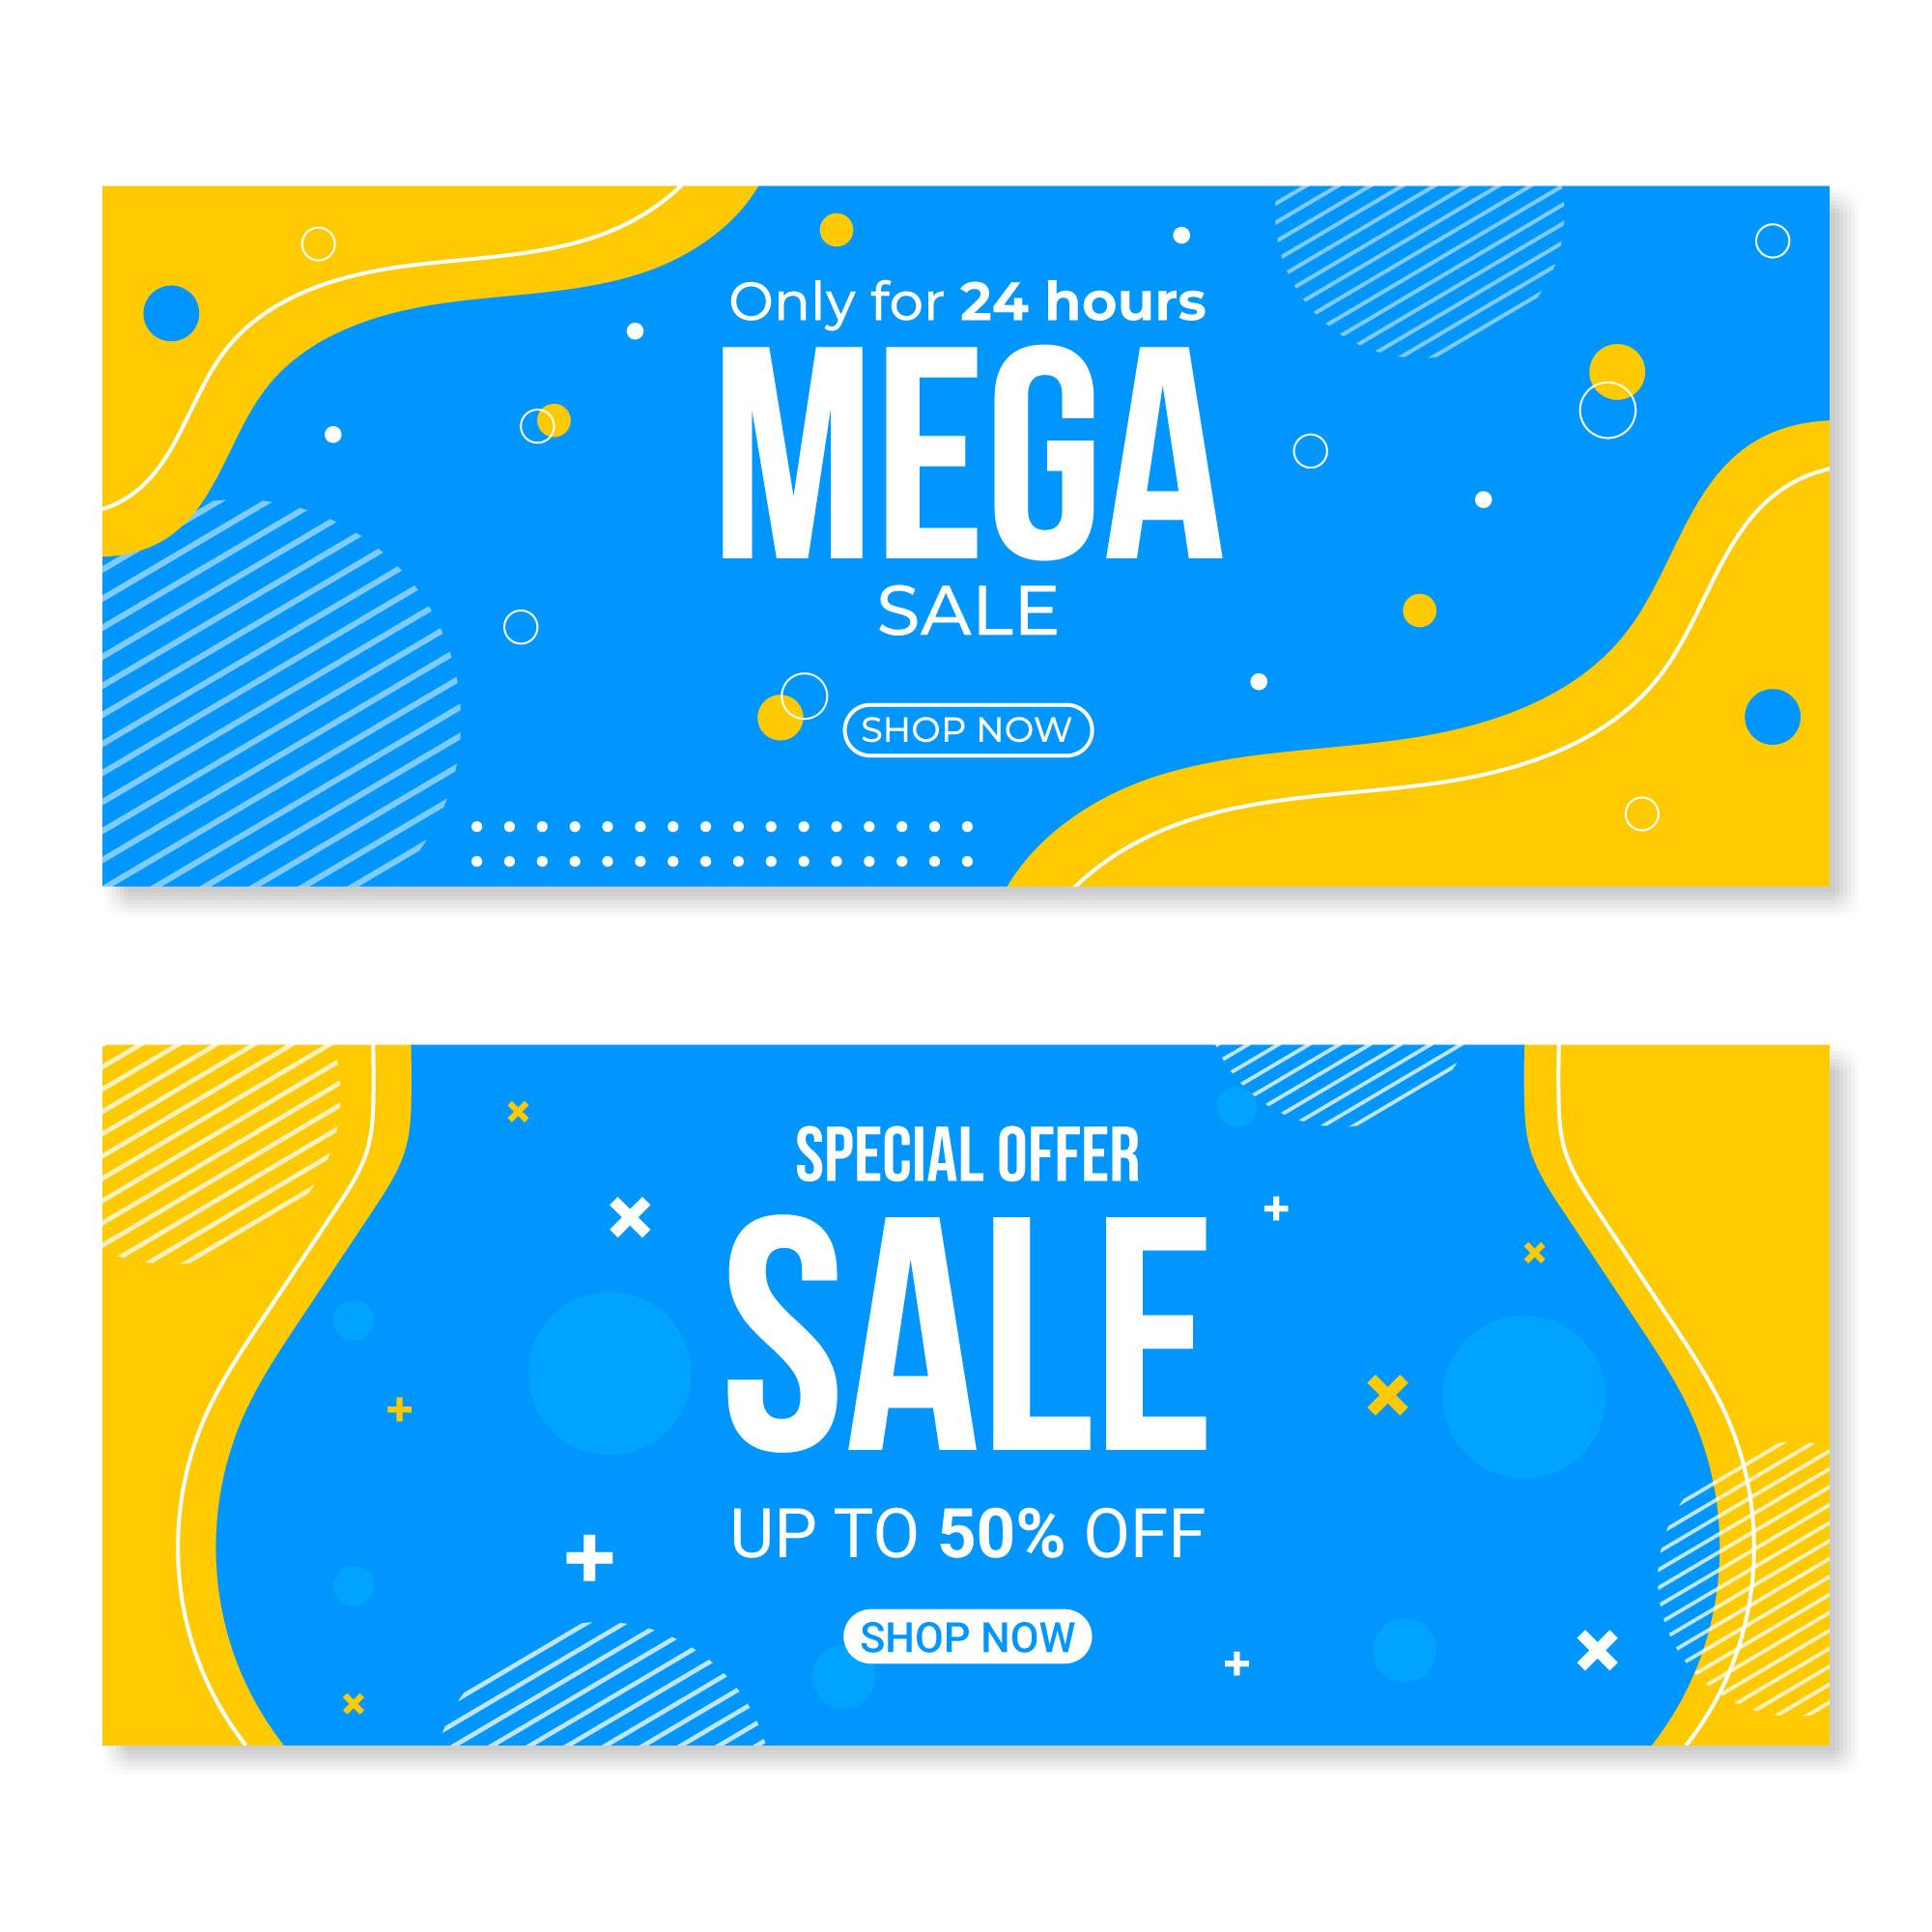 Only for 24 hours
MEGA
SALE
SHOP NOW
SPECIAL OFFER
SALE
UP TO 50% OFF
SHOP NOW